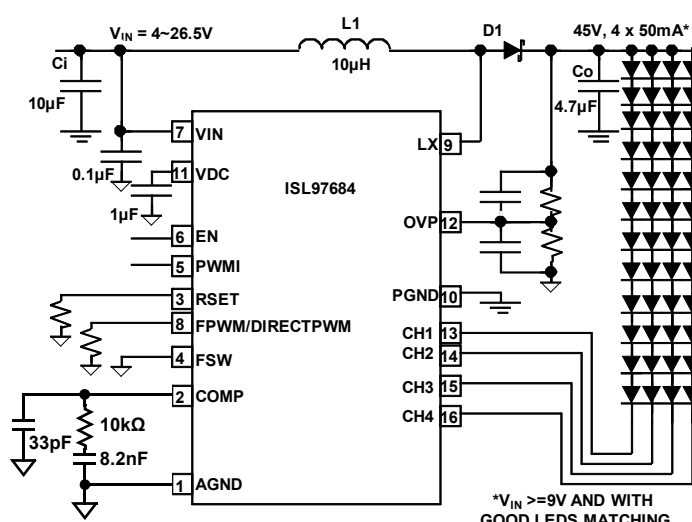 VIN = 4~26.5V
L1
10µH
D1
45V, 4 x 50mA*
Ci
10µF
Co
4.7µF
7 VIN
0.1µF
11 VDC
1µF
ISL97684
LX 9
OVP 12
6 EN
5 PWMI
3 RSET
8 FPWM/DIRECTPWM
4 FSW
2 COMP
1 AGND
PGND 10
CH1 13
CH2 14
CH3 15
CH4 16
33pF
10kΩ
8.2nF
*VIN >=9V AND WITH
GOOD LEDS MATCHING